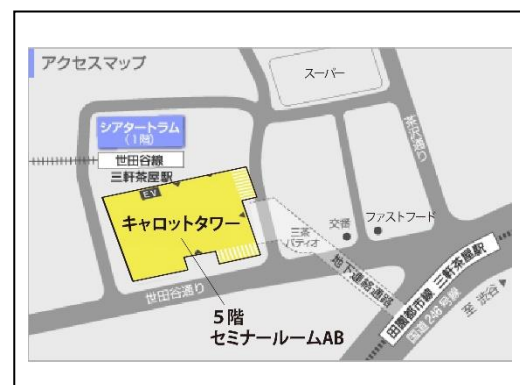 アクセスマップ
スーパー
シアタートラム
(1階)
世田谷線
三軒茶屋駅
EV
キャロットタワー
茶沢通り
三茶
パティオ
交番
ファストフード
地下連絡通路
世田谷通り
田園都市線 三軒茶屋駅
国道246号線
至 渋谷
5階
セミナールームAB